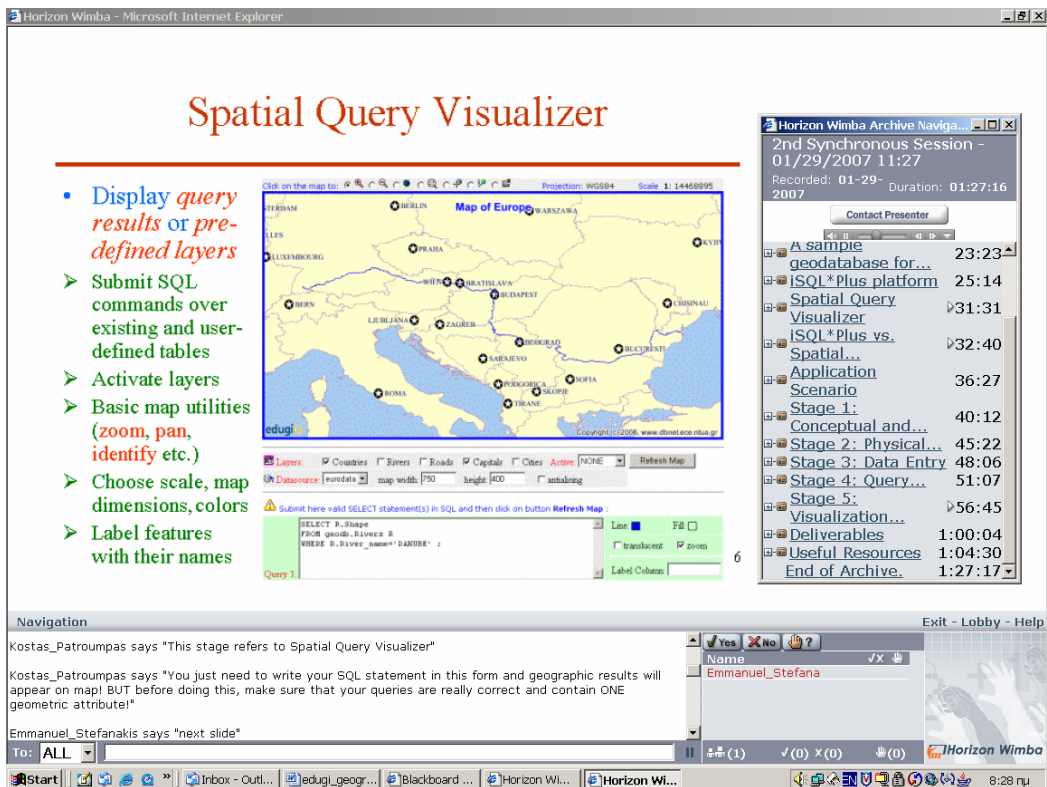 Horizon Wimba - Microsoft Internet Explorer
Spatial Query Visualizer
• Display query
results or pre-
defined layers
➤ Submit SQL
commands over
existing and user-
defined tables
➤ Activate layers
➤ Basic map utilities
(zoom, pan,
identify etc.)
➤ Choose scale, map
dimensions, colors
➤ Label features
with their names
Click on the map to:
Projection: WGS84
Scale 1: 14468895
Map of Europe
BERLIN
WARSZAWA
LUXEMBOURG
PRAHA
KYIV
WIEN
BRATISLAVA
BUDAPEST
BERN
CHISINAU
LJUBLJANA
ZAGREB
BEOGRAD
BUCURESTI
SARAJEVO
PODGORICA
SOFIA
SKOPJE
ROMA
TIRANE
edugi
Copyright (c) 2006, www.dbnet.ece.ntua.gr
Layers: Countries Rivers Roads Capitals Cities Active: NONE Refresh Map
Datasource: eurodata map width: 750 height: 400 antialising
Submit here valid SELECT statement(s) in SQL and then click on button Refresh Map :
SELECT R.Shape
FROM geodb.Rivers R
WHERE R.River_name='DANUBE' ;
Query 1:
Line: Fill
translucent zoom
Label Column:
6
Horizon Wimba Archive Naviga...
2nd Synchronous Session -
01/29/2007 11:27
Recorded: 01-29-
2007
Duration: 01:27:16
Contact Presenter
A sample
geodatabase for... 23:23
iSQL*Plus platform 25:14
Spatial Query
Visualizer 31:31
iSQL*Plus vs.
Spatial... 32:40
Application
Scenario 36:27
Stage 1:
Conceptual and... 40:12
Stage 2: Physical... 45:22
Stage 3: Data Entry 48:06
Stage 4: Query... 51:07
Stage 5:
Visualization... 56:45
Deliverables 1:00:04
Useful Resources 1:04:30
End of Archive. 1:27:17
Navigation
Exit - Lobby - Help
Kostas_Patroumpas says "This stage refers to Spatial Query Visualizer"
Kostas_Patroumpas says "You just need to write your SQL statement in this form and geographic results will
appear on map! BUT before doing this, make sure that your queries are really correct and contain ONE
geometric attribute!"
Emmanuel_Stefanakis says "next slide"
Yes No ?
Name
Emmanuel_Stefana
To: ALL
(1) √(0) X(0) (0)
Horizon Wimba
Start
Inbox - Outl...
edugi_geogr...
Blackboard ...
Horizon Wi...
Horizon Wi...
EN
8:28 πμ